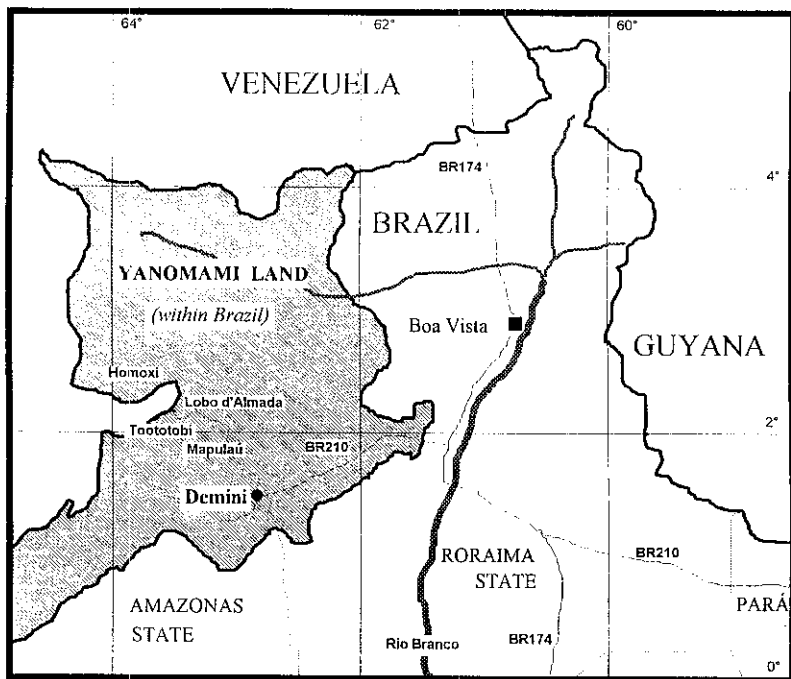 64°
62°
60°
VENEZUELA
BR174
4°
BRAZIL
YANOMAMI LAND
(within Brazil)
Boa Vista
GUYANA
Homoxi
Lobo d'Almada
Toototobi
BR210
2°
Mapulaú
Demini
BR210
RORAIMA
STATE
AMAZONAS
STATE
PARÁ
Rio Branco
BR174
0°